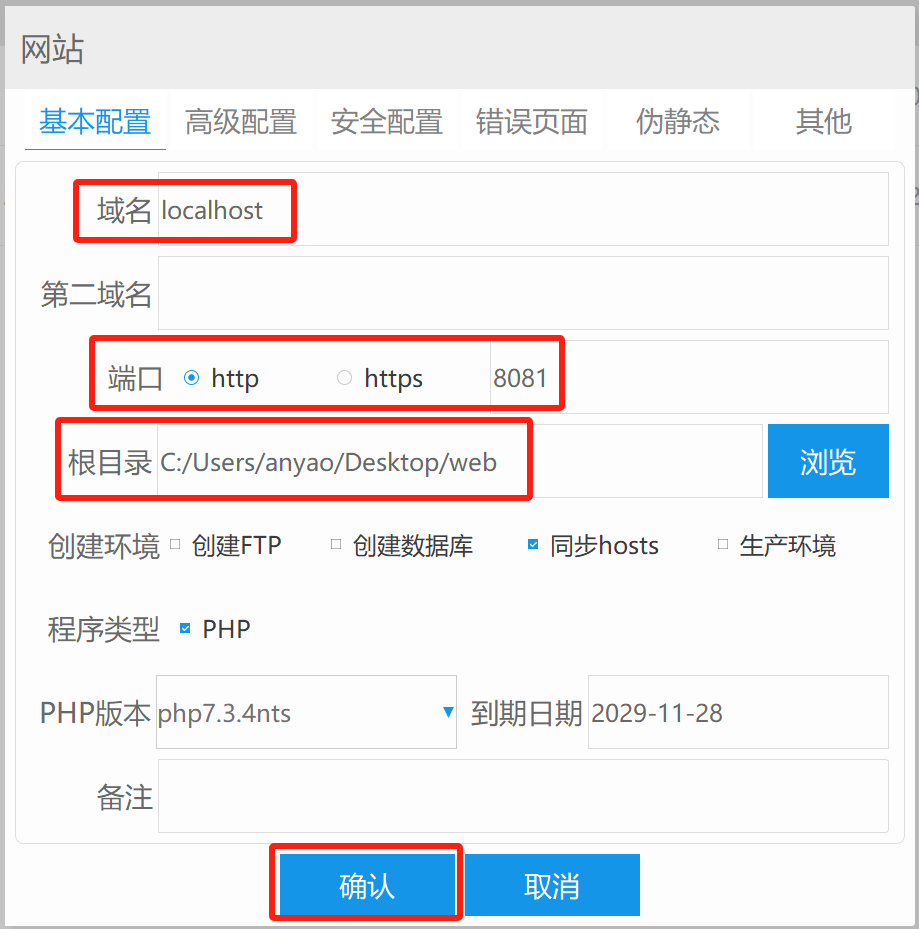 网站
基本配置 高级配置 安全配置 错误页面 伪静态 其他
域名 localhost
第二域名
端口 http https 8081
根目录 C:/Users/anyao/Desktop/web 浏览
创建环境 创建FTP 创建数据库 同步hosts 生产环境
程序类型 PHP
PHP版本 php7.3.4nts 到期日期 2029-11-28
备注
确认 取消